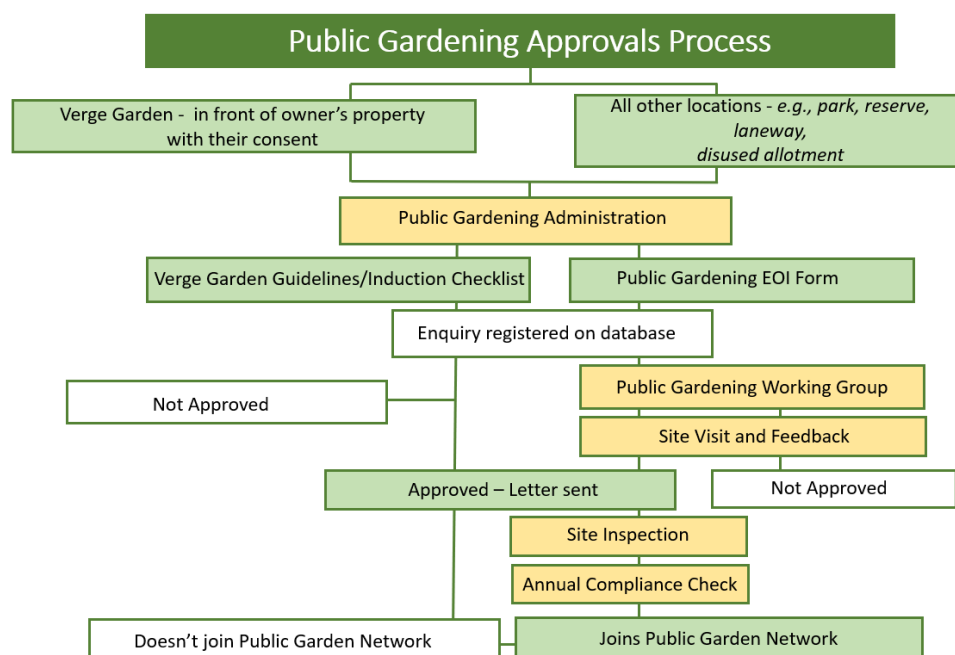 Public Gardening Approvals Process
Verge Garden - in front of owner's property
with their consent
All other locations - e.g., park, reserve,
laneway,
disused allotment
Public Gardening Administration
Verge Garden Guidelines/Induction Checklist
Public Gardening EOI Form
Enquiry registered on database
Public Gardening Working Group
Not Approved
Site Visit and Feedback
Approved – Letter sent
Not Approved
Site Inspection
Annual Compliance Check
Doesn't join Public Garden Network
Joins Public Garden Network